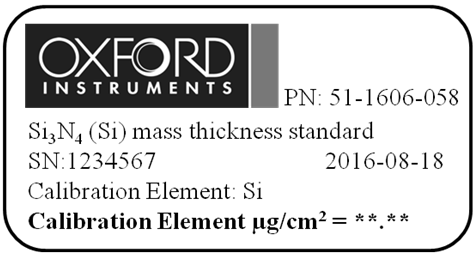 OXFORD
INSTRUMENTS
PN: 51-1606-058
Si₃N₄ (Si) mass thickness standard
SN:1234567 2016-08-18
Calibration Element: Si
Calibration Element µg/cm² = **.**